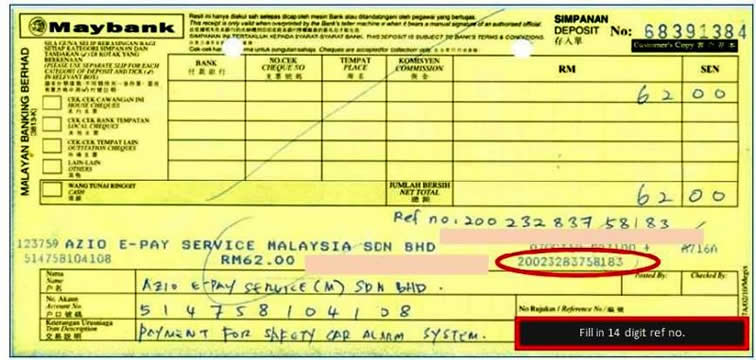 Maybank
Resit ini hanya diakui sah selepas dicap oleh mesin Bank atau ditandatangan oleh pegawai yang bertugas.
This receipt is only valid when overprinted by the Bank's teller machine or when it bears a manual signature of an authorised official.
SIMPANAN
DEPOSIT No: 68391384
存入單
SIMPANAN INI TERTAKLUK KEPADA SYARAT-SYARAT BANK. THIS DEPOSIT IS SUBJECT TO BANK'S TERMS & CONDITIONS.
Cek-cek untuk pungutan sahaja. Cheques are accepted for collection only.
Customer's Copy
SILA GUNA SLIP BERASINGAN BAGI
SETIAP KATEGORI SIMPANAN DAN
TANDAKAN (✓) DI KOTAK YANG
BERKENAAN
(PLEASE USE SEPARATE SLIP FOR EACH
CATEGORY OF DEPOSIT AND TICK (✓)
IN RELEVANT BOX)
MALAYAN BANKING BERHAD
(3813-K)
BANK
付款銀行
NO.CEK
CHEQUE NO
支票號碼
TEMPAT
PLACE
地點
KOMISYEN
COMMISSION
佣金
RM
SEN
62 00
CEK-CEK CAWANGAN INI
HOUSE CHEQUES
CEK-CEK BANK TEMPATAN
LOCAL CHEQUES
CEK-CEK TEMPAT LAIN
OUTSTATION CHEQUES
LAIN-LAIN
OTHERS
其他
WANG TUNAI RINGGIT
CASH
現款
JUMLAH BERSIH
NET TOTAL
總額
62 00
Ref no: 20023283758183
123759 AZIO E-PAY SERVICE MALAYSIA SDN BHD
A716A
514758104108 RM62.00 20023283758183
Posted By: Checked By:
Nama
Name
户名
AZIO E-PAY SERVICE (M) SDN BHD.
No. Akaun
Account No
户口號碼
514758104108
No Rujukan / Reference No / 編號
Keterangan Urusniaga
Tran Description
交易說明
PAYMENT FOR SAFETY CAR ALARM SYSTEM.
Fill in 14 digit ref no.